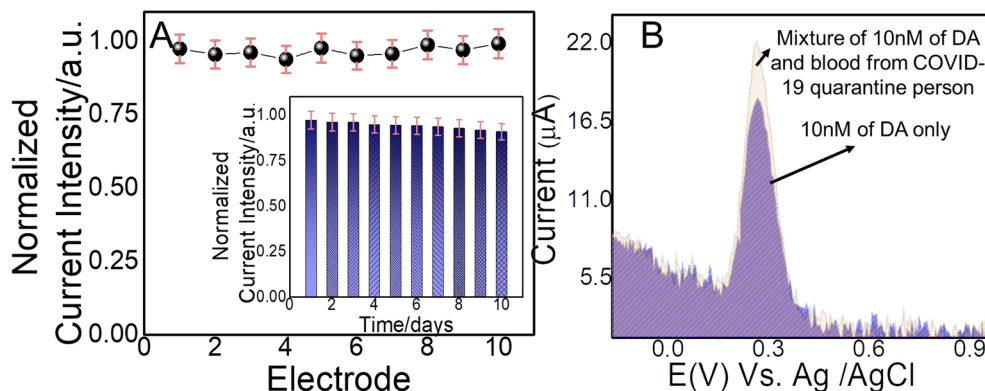 A
Normalized
Current Intensity/a.u.
1.00
0.75
0.50
0.25
0.00
0
2
4
6
8
10
Electrode
Normalized
Current Intensity/a.u.
1.00
0.75
0.50
0.25
0.00
0
2
4
6
8
10
Time/days
B
Current (μA)
22.0
16.5
11.0
5.5
Mixture of 10nM of DA
and blood from COVID-
19 quarantine person
10nM of DA only
0.0
0.3
0.6
0.9
E(V) Vs. Ag /AgCl